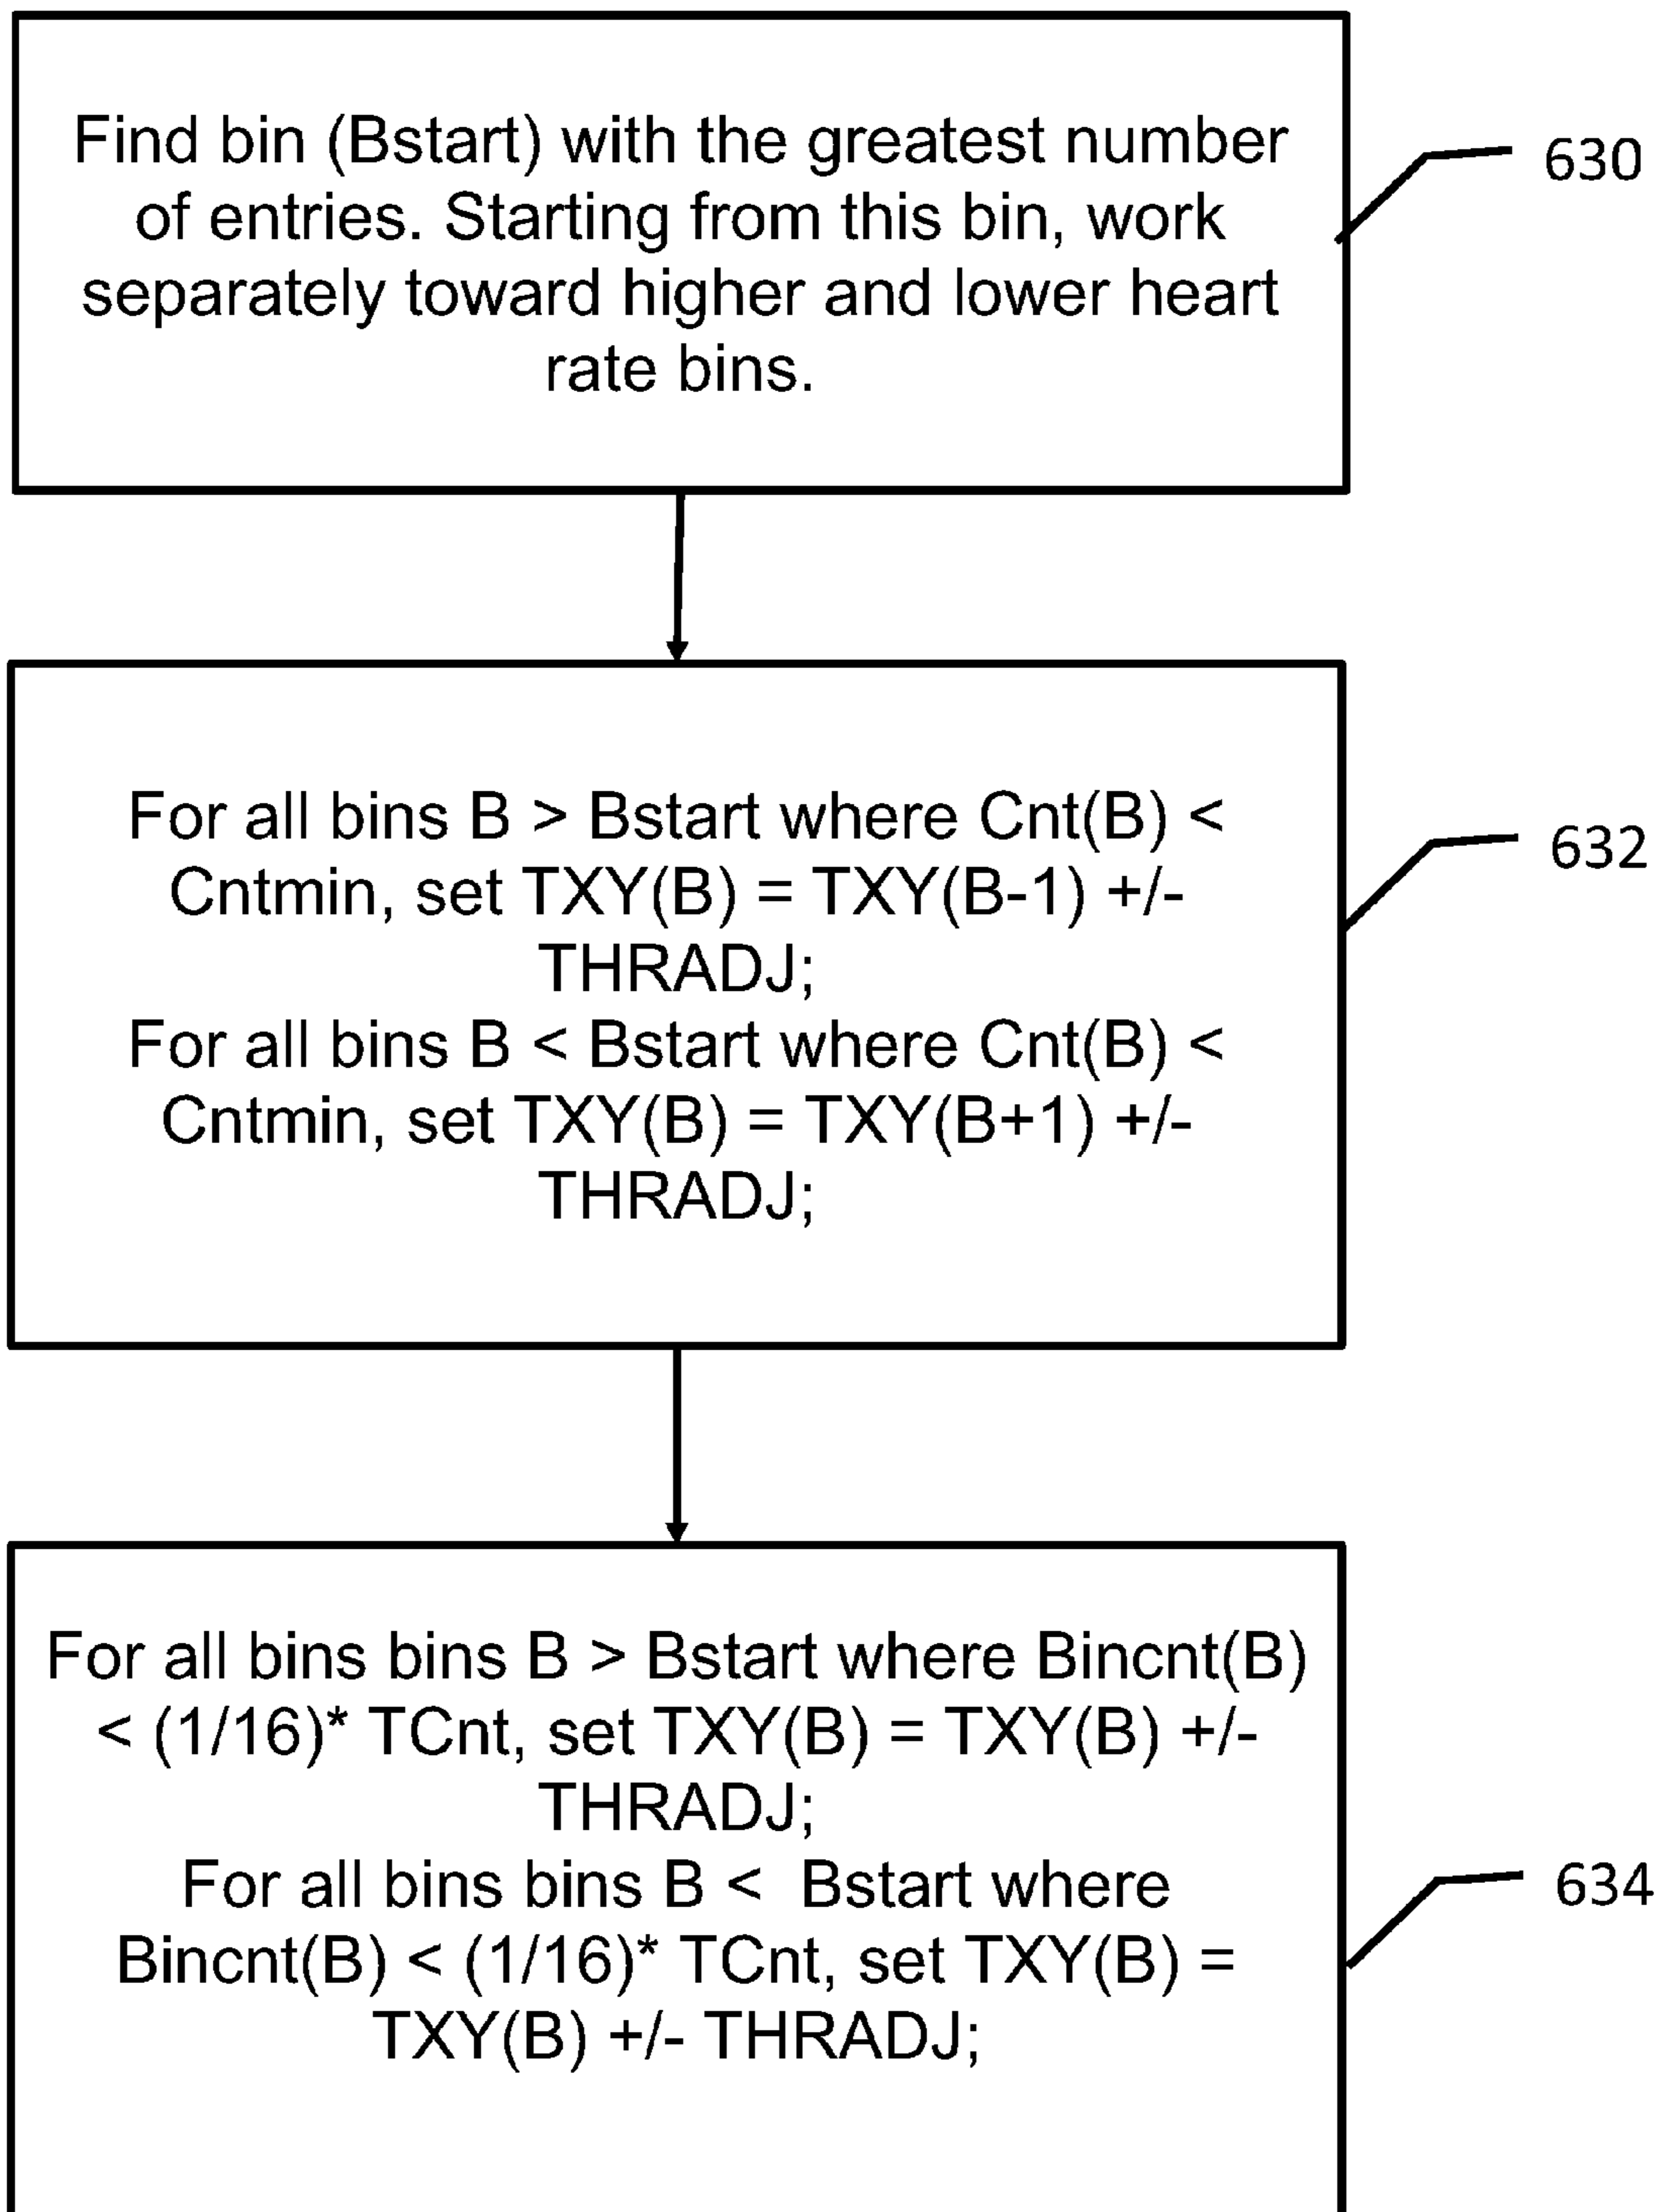 Find bin (Bstart) with the greatest number
of entries. Starting from this bin, work
separately toward higher and lower heart
rate bins.
630
For all bins B > Bstart where Cnt(B) <
Cntmin, set TXY(B) = TXY(B-1) +/-
THRADJ;
For all bins B < Bstart where Cnt(B) <
Cntmin, set TXY(B) = TXY(B+1) +/-
THRADJ;
632
For all bins bins B > Bstart where Bincnt(B)
< (1/16)* TCnt, set TXY(B) = TXY(B) +/-
THRADJ;
For all bins bins B < Bstart where
Bincnt(B) < (1/16)* TCnt, set TXY(B) =
TXY(B) +/- THRADJ;
634